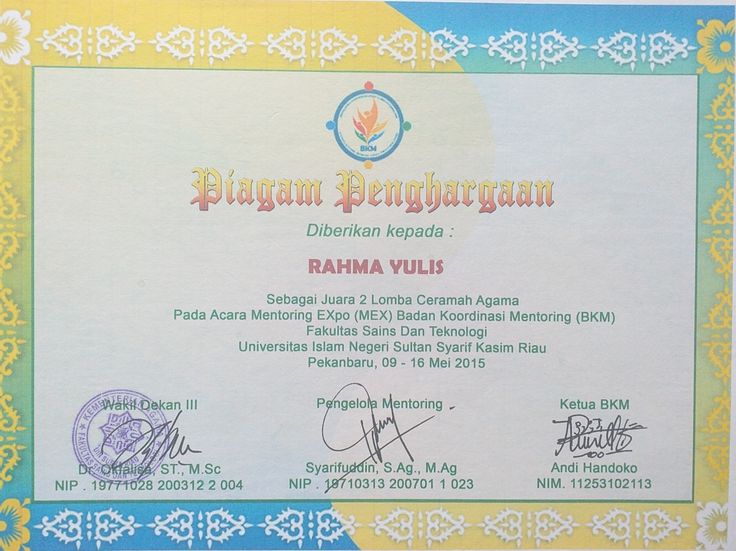 BKM
Piagam Penghargaan
Diberikan kepada :
RAHMA YULIS
Sebagai Juara 2 Lomba Ceramah Agama
Pada Acara Mentoring EXpo (MEX) Badan Koordinasi Mentoring (BKM)
Fakultas Sains Dan Teknologi
Universitas Islam Negeri Sultan Syarif Kasim Riau
Pekanbaru, 09 - 16 Mei 2015
Wakil Dekan III
Dr. Okfalisa, ST., M.Sc
NIP . 19771028 200312 2 004
Pengelola Mentoring
Syarifuddin, S.Ag., M.Ag
NIP . 19710313 200701 1 023
Ketua BKM
Andi Handoko
NIM. 11253102113